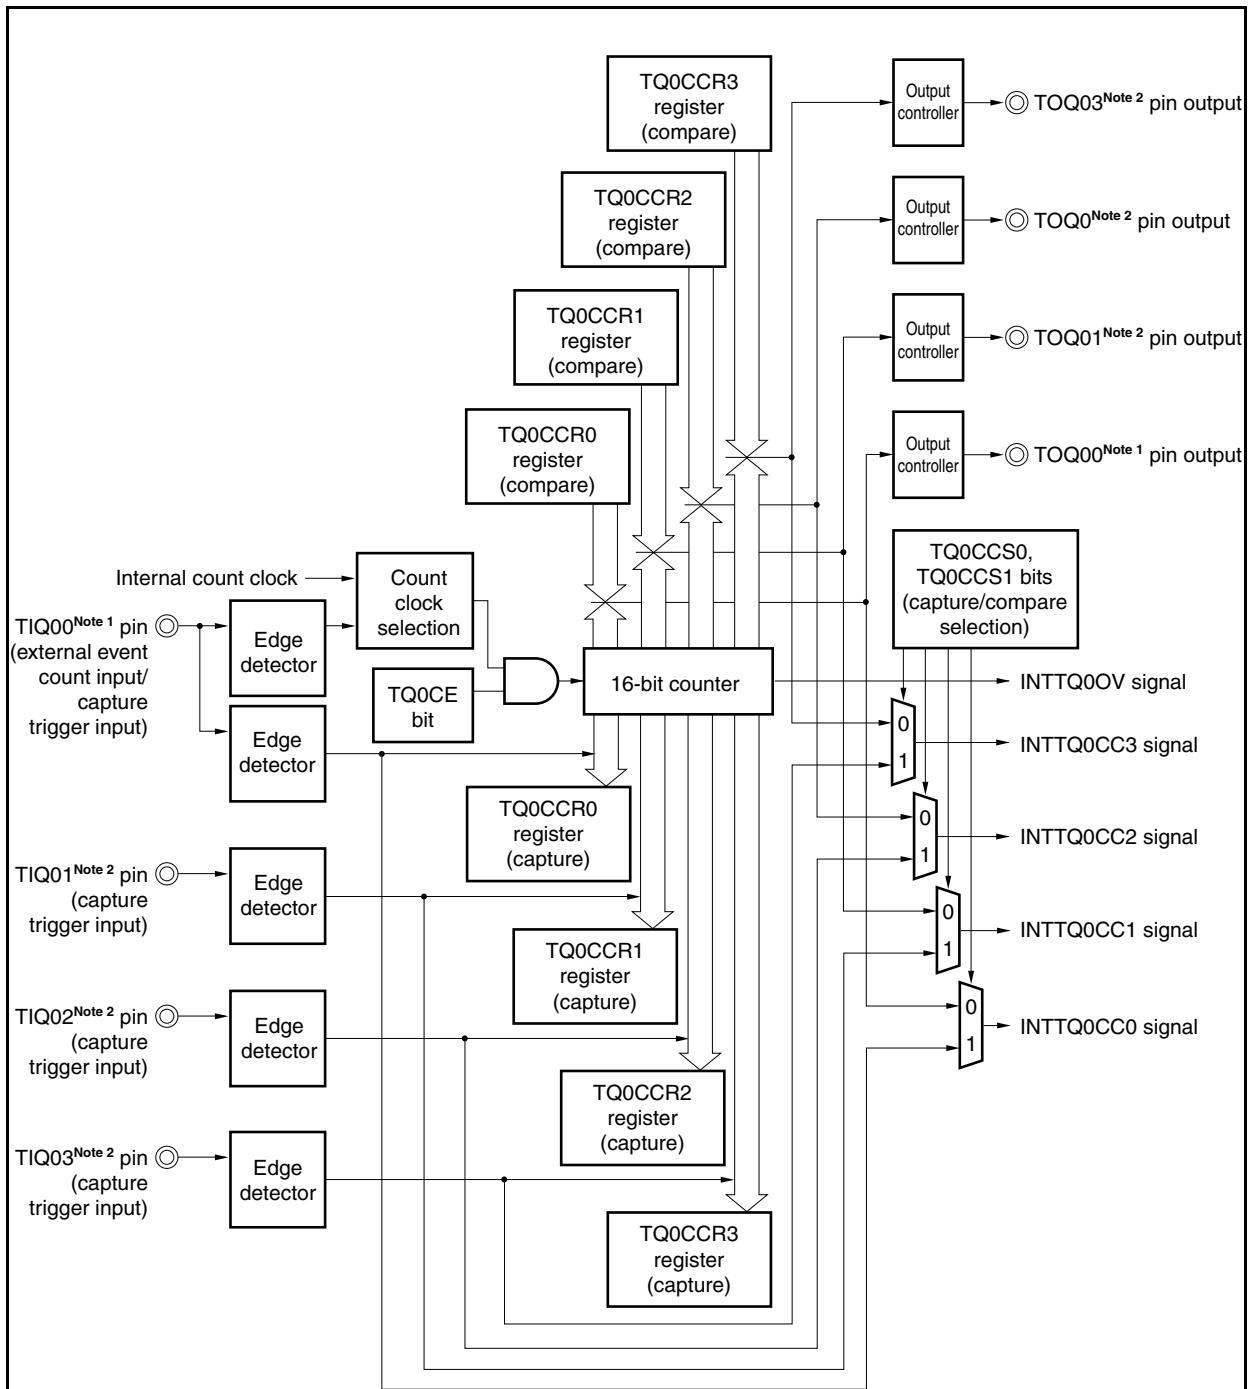 TQ0CCR3
register
(compare)
Output
controller
TOQ03Note 2 pin output
TQ0CCR2
register
(compare)
Output
controller
TOQ0Note 2 pin output
TQ0CCR1
register
(compare)
Output
controller
TOQ01Note 2 pin output
TQ0CCR0
register
(compare)
Output
controller
TOQ00Note 1 pin output
TQ0CCS0,
TQ0CCS1 bits
(capture/compare
selection)
Internal count clock
Count
clock
selection
TIQ00Note 1 pin
(external event
count input/
capture
trigger input)
Edge
detector
TQ0CE
bit
16-bit counter
INTTQ0OV signal
Edge
detector
0
1
INTTQ0CC3 signal
TQ0CCR0
register
(capture)
0
1
INTTQ0CC2 signal
TIQ01Note 2 pin
(capture
trigger input)
Edge
detector
0
1
INTTQ0CC1 signal
TQ0CCR1
register
(capture)
TIQ02Note 2 pin
(capture
trigger input)
Edge
detector
0
1
INTTQ0CC0 signal
TQ0CCR2
register
(capture)
TIQ03Note 2 pin
(capture
trigger input)
Edge
detector
TQ0CCR3
register
(capture)